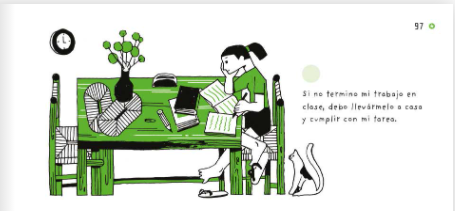 97
Si no termino mi trabajo en
clase, debo llevármelo a casa
y cumplir con mi tarea.